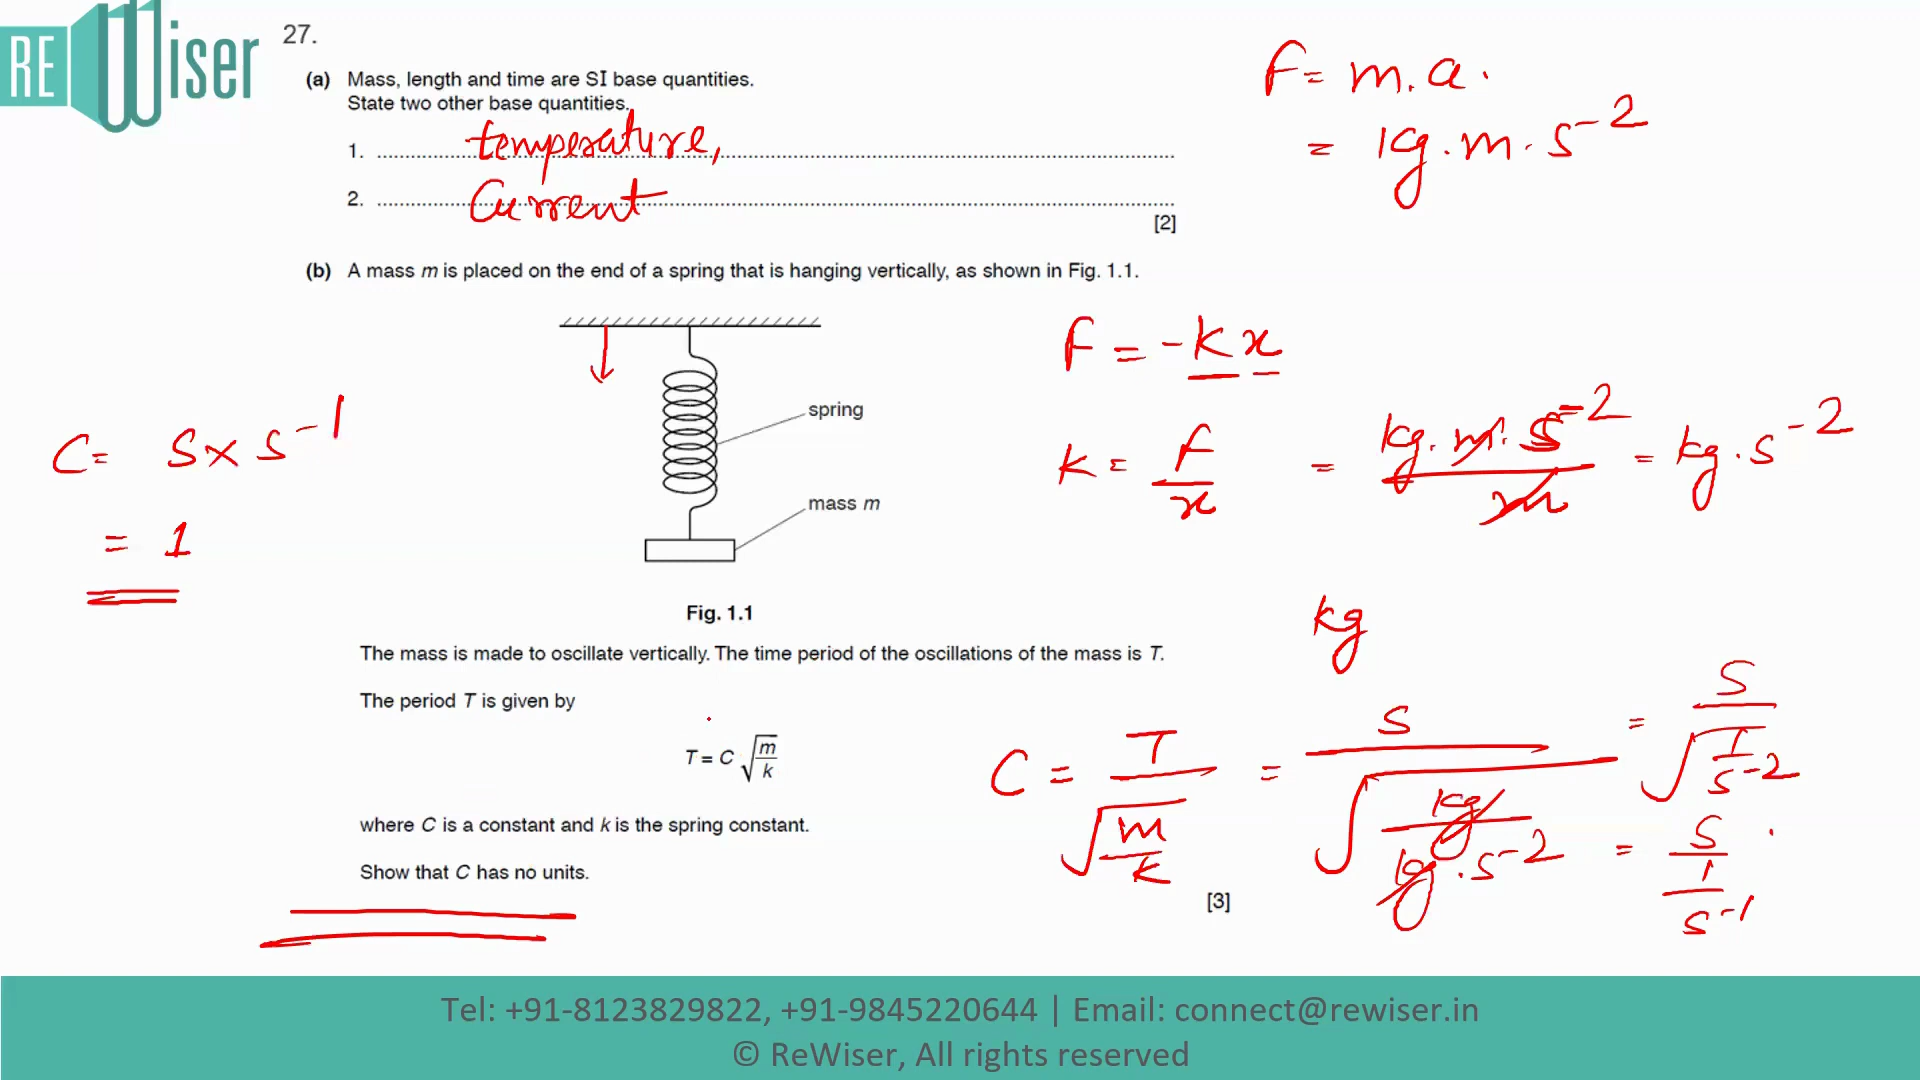 RE Wiser
27.
(a) Mass, length and time are SI base quantities.
State two other base quantities.
1. temperature,
2. Current
[2]
F = m.a.
= kg.m.s⁻²
(b) A mass m is placed on the end of a spring that is hanging vertically, as shown in Fig. 1.1.
spring
mass m
Fig. 1.1
F = -kx
k = F/x = kg.m.s⁻²/m = kg.s⁻²
C = S x s⁻¹
= 1
kg
The mass is made to oscillate vertically. The time period of the oscillations of the mass is T.
The period T is given by
T = C √(m/k)
where C is a constant and k is the spring constant.
Show that C has no units.
[3]
C = T/√(m/k) = S/√(kg/kg.s⁻²) = S/√(1/s⁻²)
= S/(1/s⁻¹)
Tel: +91-8123829822, +91-9845220644 | Email: connect@rewiser.in
© ReWiser, All rights reserved